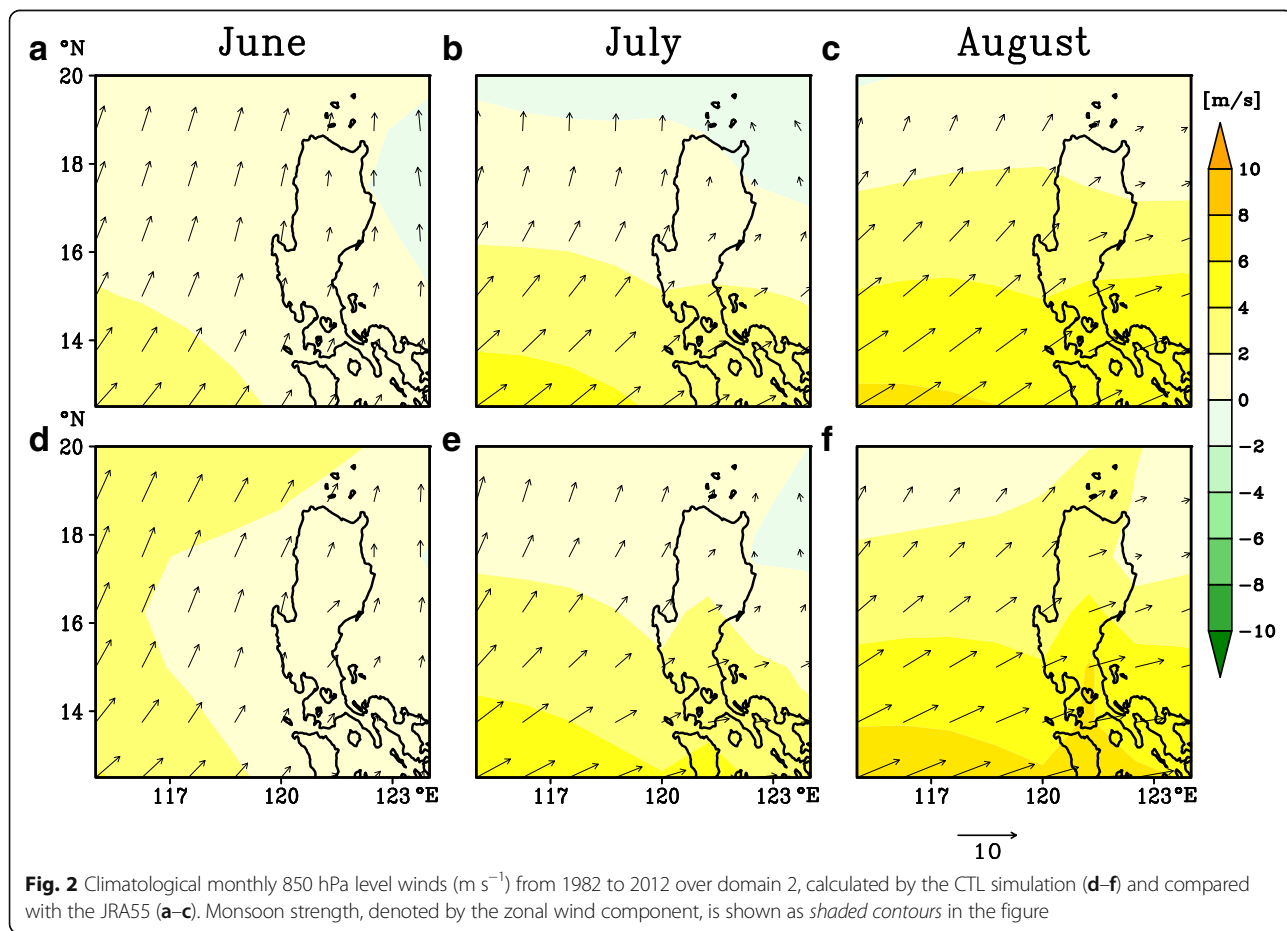 June July August
a °N b c
20
18
16
14
[m/s]
10
8
6
4
2
0
−2
−4
−6
−8
−10
°N
d e f
20
18
16
14
117 120 123°E 117 120 123°E 117 120 123°E
10
Fig. 2 Climatological monthly 850 hPa level winds (m s−1) from 1982 to 2012 over domain 2, calculated by the CTL simulation (d–f) and compared
with the JRA55 (a–c). Monsoon strength, denoted by the zonal wind component, is shown as shaded contours in the figure